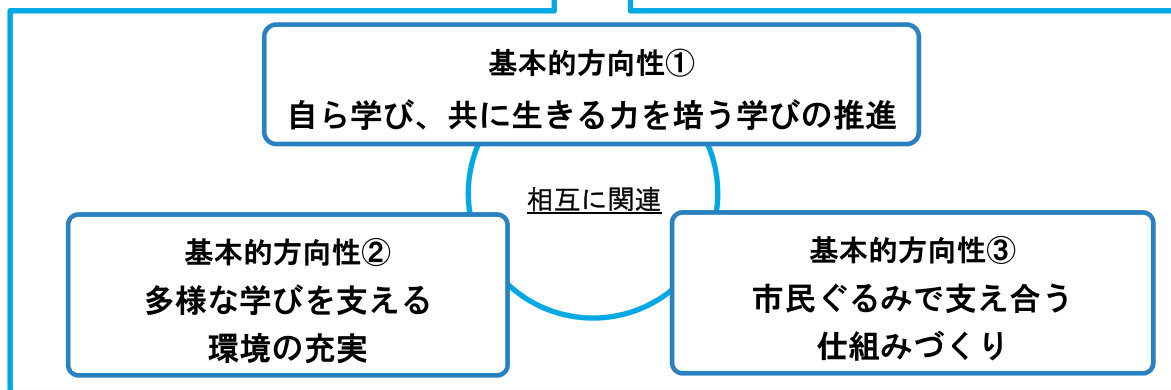 基本的方向性①
自ら学び、共に生きる力を培う学びの推進
相互に関連
基本的方向性②
多様な学びを支える
環境の充実
基本的方向性③
市民ぐるみで支え合う
仕組みづくり